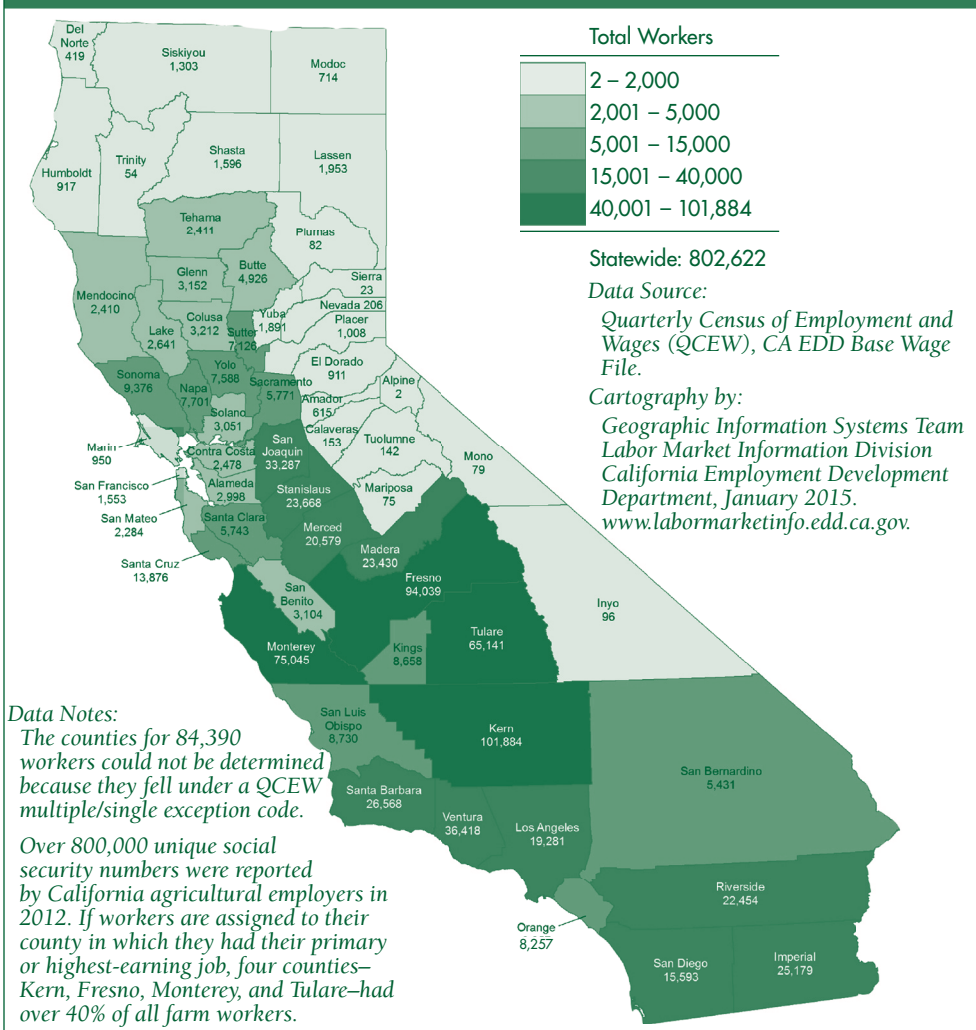 Del
Norte
419
Siskiyou
1,303
Modoc
714
Humboldt
917
Trinity
54
Shasta
1,596
Lassen
1,953
Tehama
2,411
Plumas
82
Glenn
3,152
Butte
4,926
Sierra
23
Nevada 206
Mendocino
2,410
Lake
2,641
Colusa
3,212
Sutter
7,126
Yuba
1,891
Placer
1,008
El Dorado
911
Alpine
2
Sonoma
9,376
Napa
7,701
Yolo
7,588
Sacramento
5,771
Amador
615
Solano
3,051
Calaveras
153
Tuolumne
142
Mono
79
Marin
950
Contra Costa
2,478
San
Joaquin
33,287
San Francisco
1,553
Alameda
2,998
Stanislaus
23,668
Mariposa
75
San Mateo
2,284
Santa Clara
5,743
Merced
20,579
Madera
23,430
Santa Cruz
13,876
San
Benito
3,104
Fresno
94,039
Inyo
96
Monterey
75,045
Kings
8,658
Tulare
65,141
San Luis
Obispo
8,730
Kern
101,884
San Bernardino
5,431
Santa Barbara
26,568
Ventura
36,418
Los Angeles
19,281
Orange
8,257
Riverside
22,454
San Diego
15,593
Imperial
25,179
Total Workers
2 – 2,000
2,001 – 5,000
5,001 – 15,000
15,001 – 40,000
40,001 – 101,884
Statewide: 802,622
Data Source:
Quarterly Census of Employment and
Wages (QCEW), CA EDD Base Wage
File.
Cartography by:
Geographic Information Systems Team
Labor Market Information Division
California Employment Development
Department, January 2015.
www.labormarketinfo.edd.ca.gov.
Data Notes:
The counties for 84,390
workers could not be determined
because they fell under a QCEW
multiple/single exception code.
Over 800,000 unique social
security numbers were reported
by California agricultural employers in
2012. If workers are assigned to their
county in which they had their primary
or highest-earning job, four counties–
Kern, Fresno, Monterey, and Tulare–had
over 40% of all farm workers.